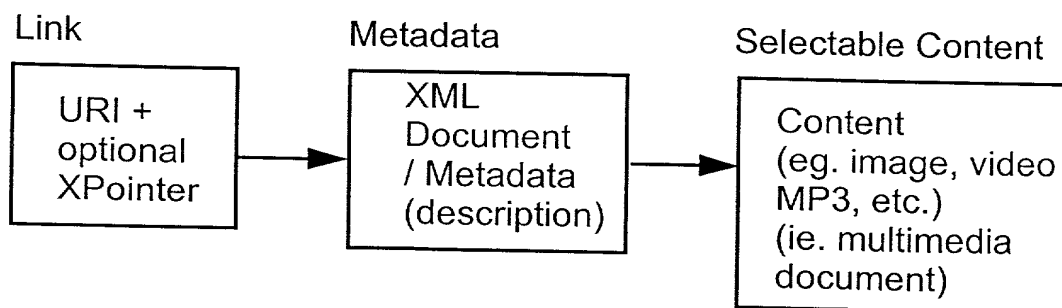 Link
URI +
optional
XPointer
Metadata
XML
Document
/ Metadata
(description)
Selectable Content
Content
(eg. image, video
MP3, etc.)
(ie. multimedia
document)